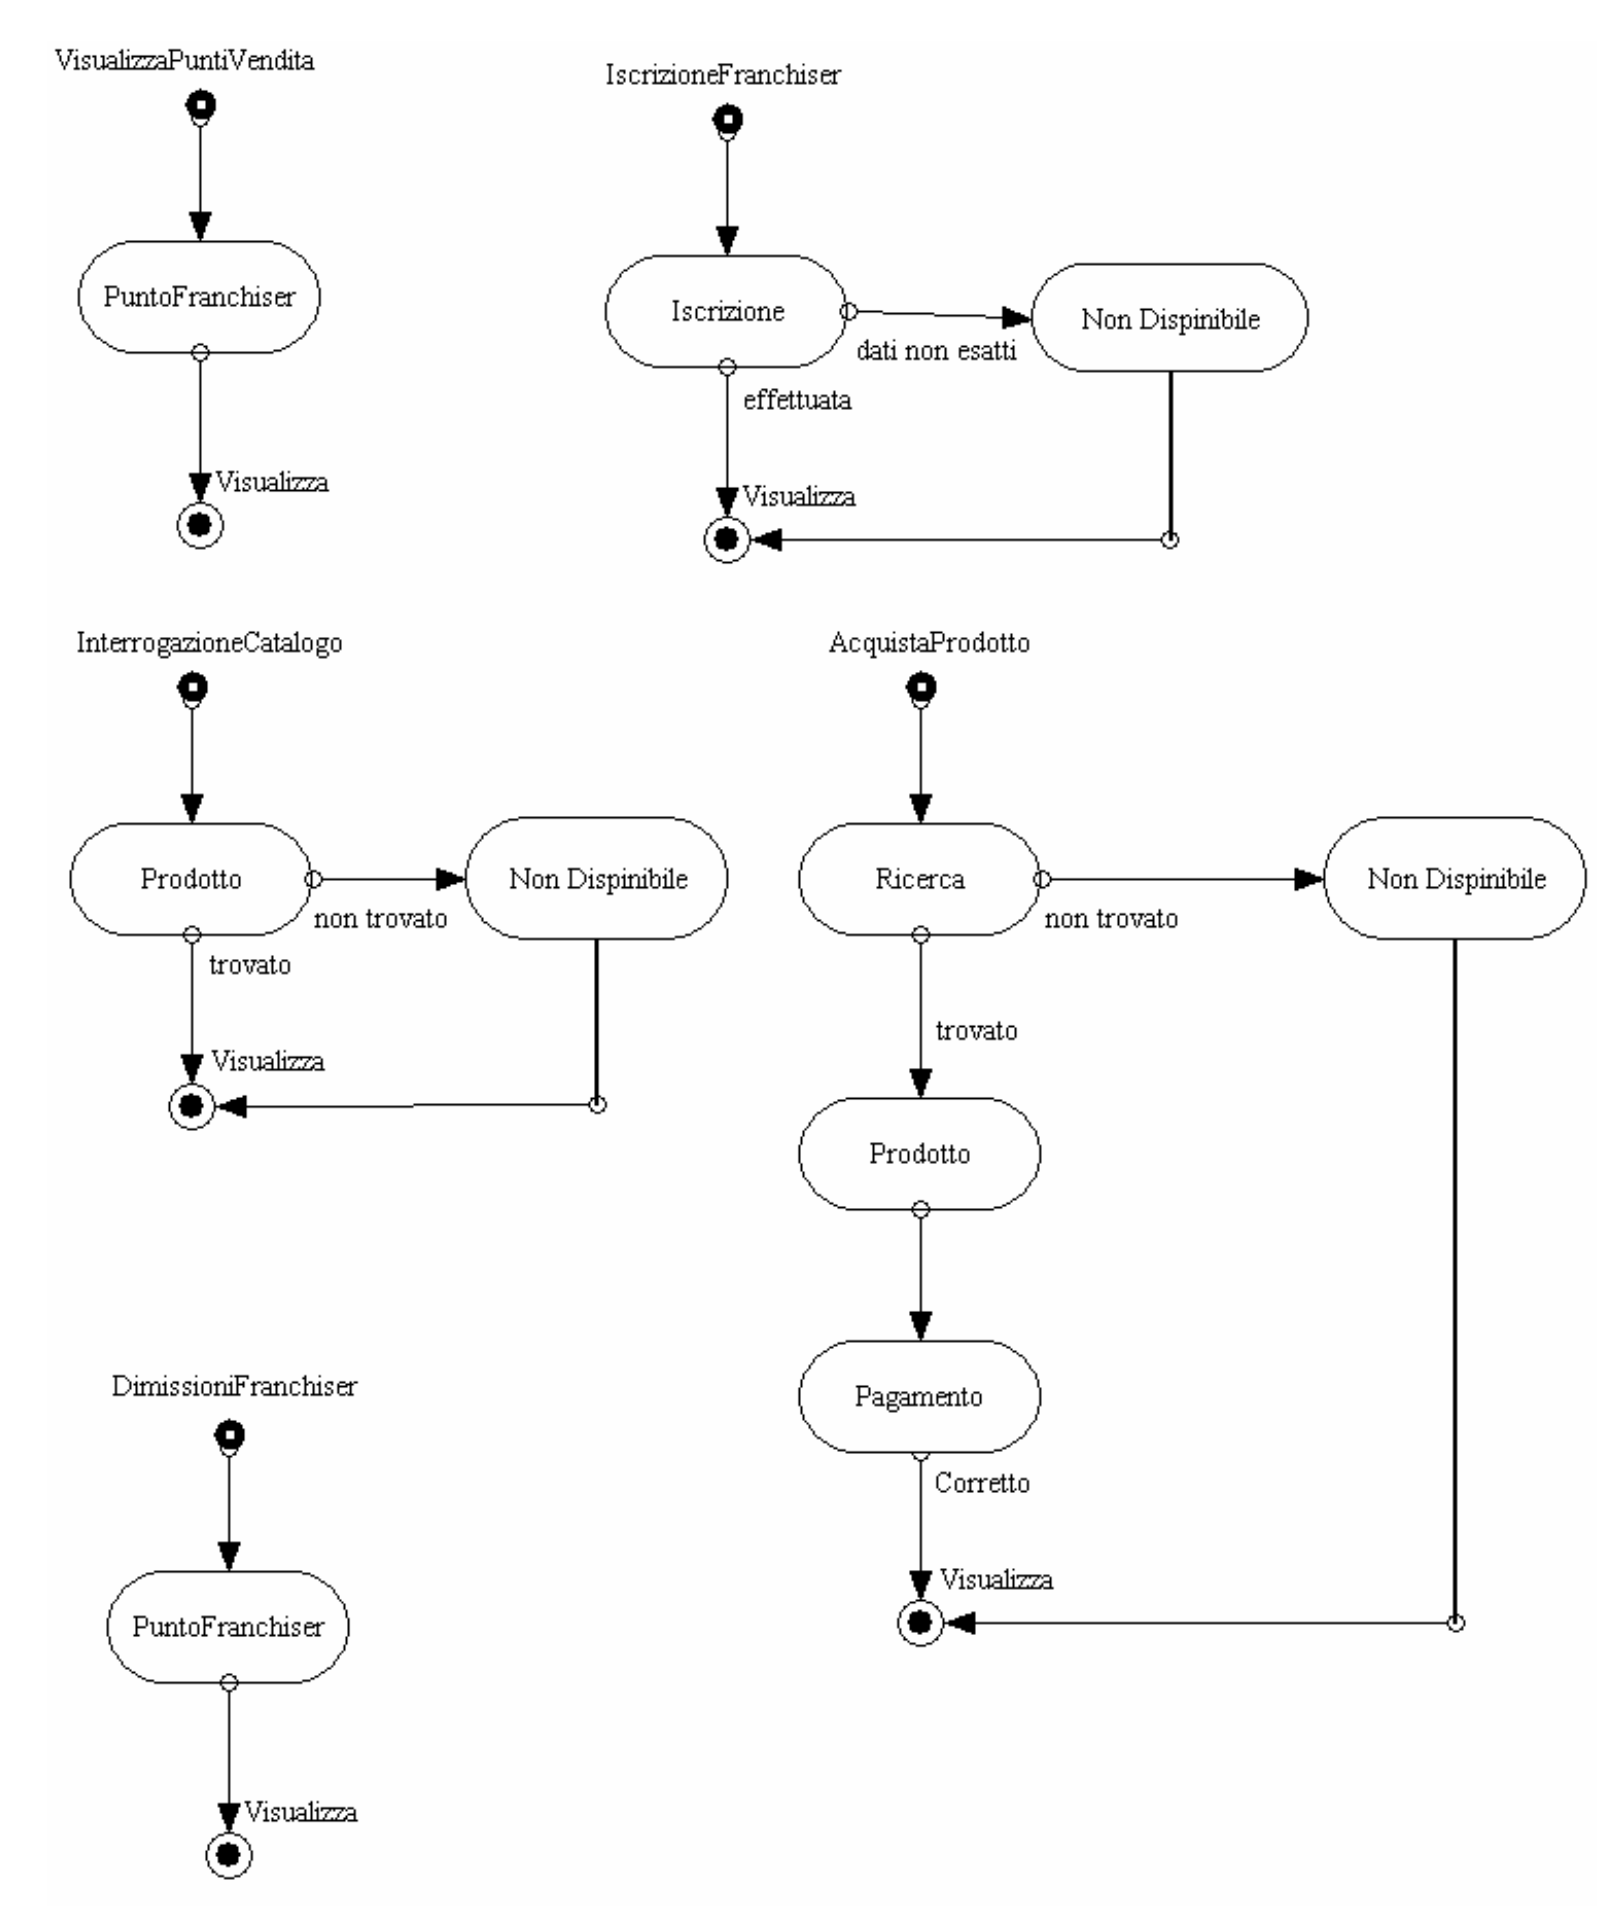 VisualizzaPuntiVendita
PuntoFranchiser
Visualizza
IscrizioneFranchiser
Iscrizione
dati non esatti
Non Dispinibile
effettuata
Visualizza
InterrogazioneCatalogo
Prodotto
non trovato
Non Dispinibile
trovato
Visualizza
AcquistaProdotto
Ricerca
non trovato
Non Dispinibile
trovato
Prodotto
Pagamento
Corretto
Visualizza
DimissioniFranchiser
PuntoFranchiser
Visualizza